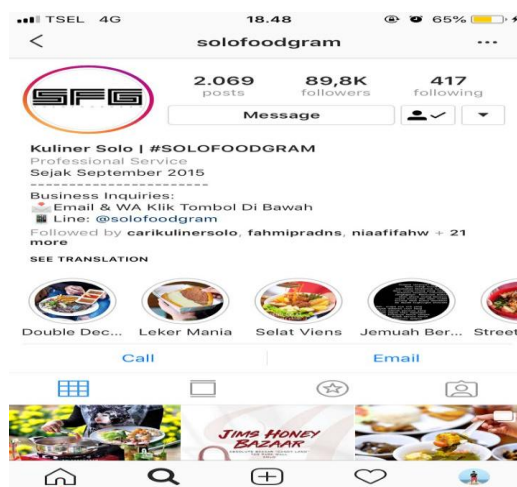 TSEL 4G 18.48 65%
solofoodgram
SFG
2.069 89,8K 417
posts followers following
Message
Kuliner Solo | #SOLOFOODGRAM
Professional Service
Sejak September 2015
-------------------------
Business Inquiries:
Email & WA Klik Tombol Di Bawah
Line: @solofoodgram
Followed by carikulinersolo, fahmipradns, niaafifahw + 21
more
SEE TRANSLATION
Double Dec... Leker Mania Selat Viens Jemuah Ber... Street
Call Email
JIMS HONEY
BAZAAR